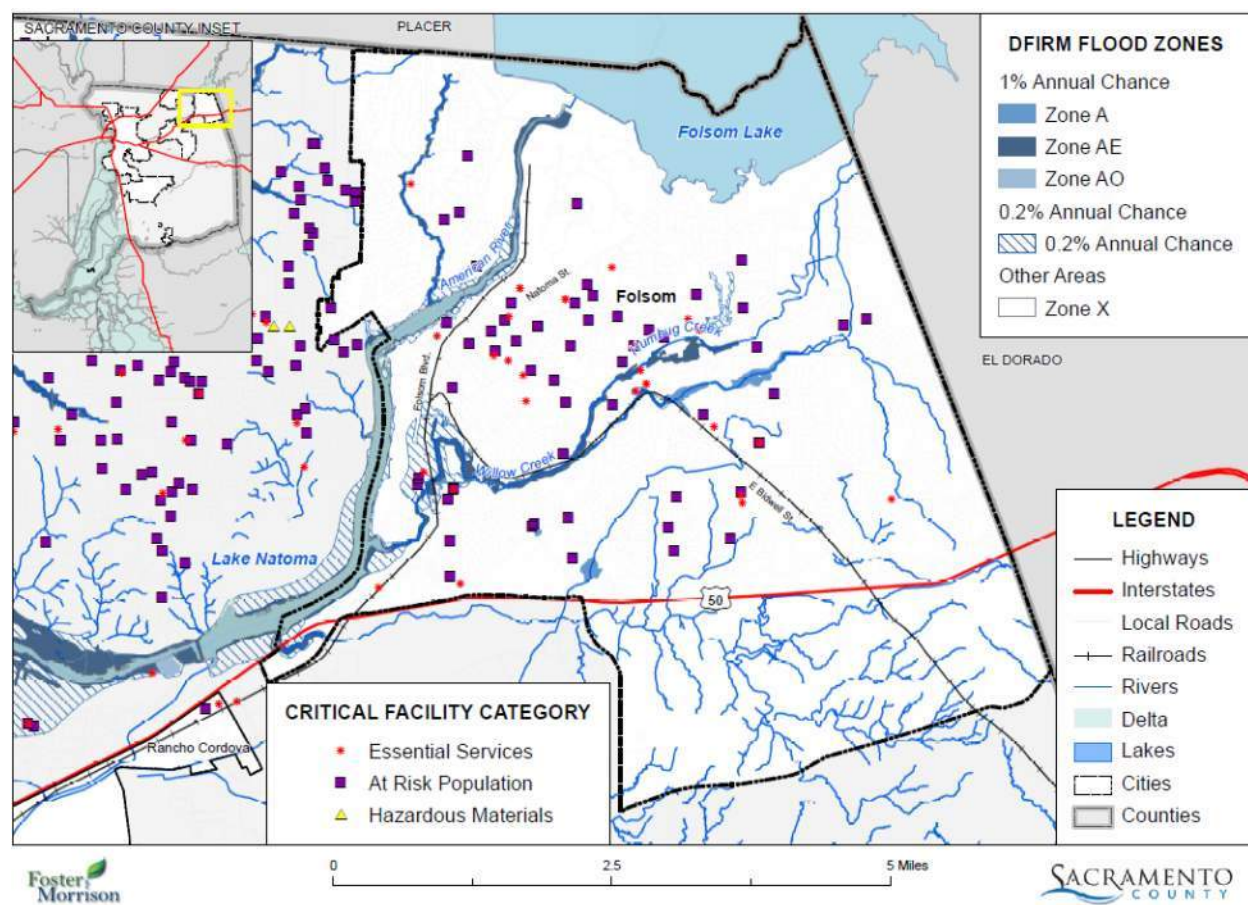 SACRAMENTO COUNTY INSET
PLACER
Folsom Lake
American River
Natoma St.
Folsom
Humbug Creek
Folsom Blvd.
Willow Creek
E Bidwell St.
Lake Natoma
50
Rancho Cordova
EL DORADO
DFIRM FLOOD ZONES
1% Annual Chance
Zone A
Zone AE
Zone AO
0.2% Annual Chance
0.2% Annual Chance
Other Areas
Zone X
LEGEND
Highways
Interstates
Local Roads
Railroads
Rivers
Delta
Lakes
Cities
Counties
CRITICAL FACILITY CATEGORY
Essential Services
At Risk Population
Hazardous Materials
Foster
Morrison
0 2.5 5 Miles
SACRAMENTO
COUNTY